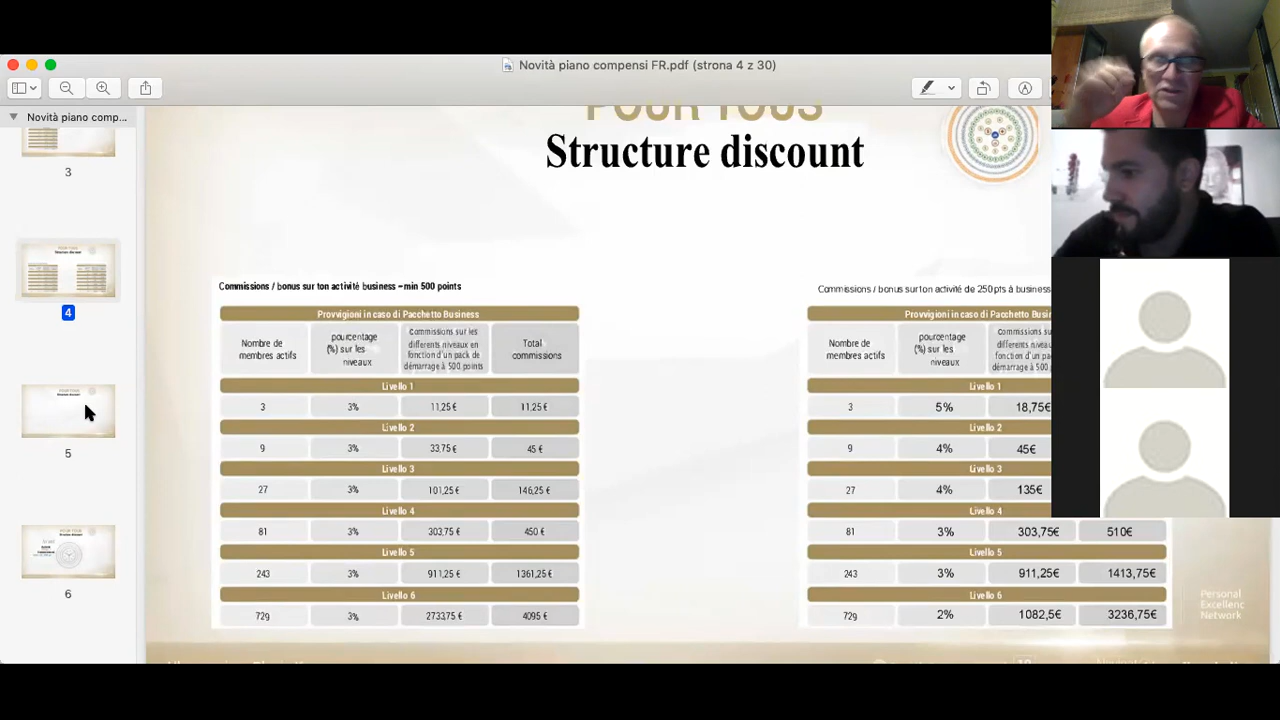 Novità piano compensi FR.pdf (strona 4 z 30)
Novità piano comp...
3
4
5
6
POUR TOUS
Structure discount
Commissions / bonus sur ton activité business – min 500 points
Provvigioni in caso di Pacchetto Business
Nombre de membres actifs
pourcentage (%) sur les niveaux
Commissions sur les differents niveaux en fonction d'un pack de démarrage à 500 points
Total commissions
Livello 1
3 3% 11,25 € 11,25 €
Livello 2
9 3% 33,75 € 45 €
Livello 3
27 3% 101,25 € 146,25 €
Livello 4
81 3% 303,75 € 450 €
Livello 5
243 3% 911,25 € 1361,25 €
Livello 6
729 3% 2733,75 € 4095 €
Commissions / bonus sur ton activité de 250 pts à business
Provvigioni in caso di Pacchetto
Nombre de membres actifs
pourcentage (%) sur les niveaux
Livello 1
3 5% 18,75€
Livello 2
9 4% 45€
Livello 3
27 4% 135€
Livello 4
81 3% 303,75€ 510€
Livello 5
243 3% 911,25€ 1413,75€
Livello 6
729 2% 1082,5€ 3236,75€
Personal
Excellenc
Network